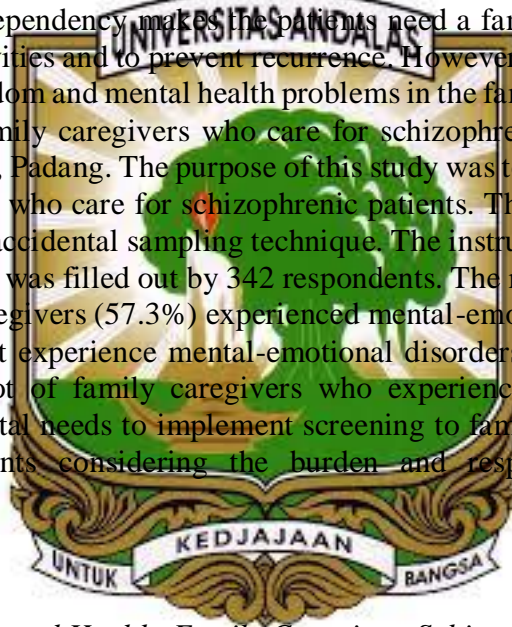 ependency makes the patients need a fam
UNIVERSITAS ANDALAS
ities and to prevent recurrence. However
dom and mental health problems in the fam
mily caregivers who care for schizophre
, Padang. The purpose of this study was t
who care for schizophrenic patients. Th
accidental sampling technique. The instru
was filled out by 342 respondents. The r
egivers (57.3%) experienced mental-emo
t experience mental-emotional disorders
ot of family caregivers who experienc
tal needs to implement screening to fam
nts considering the burden and resp
KEDJAJAAN
UNTUK BANGSA